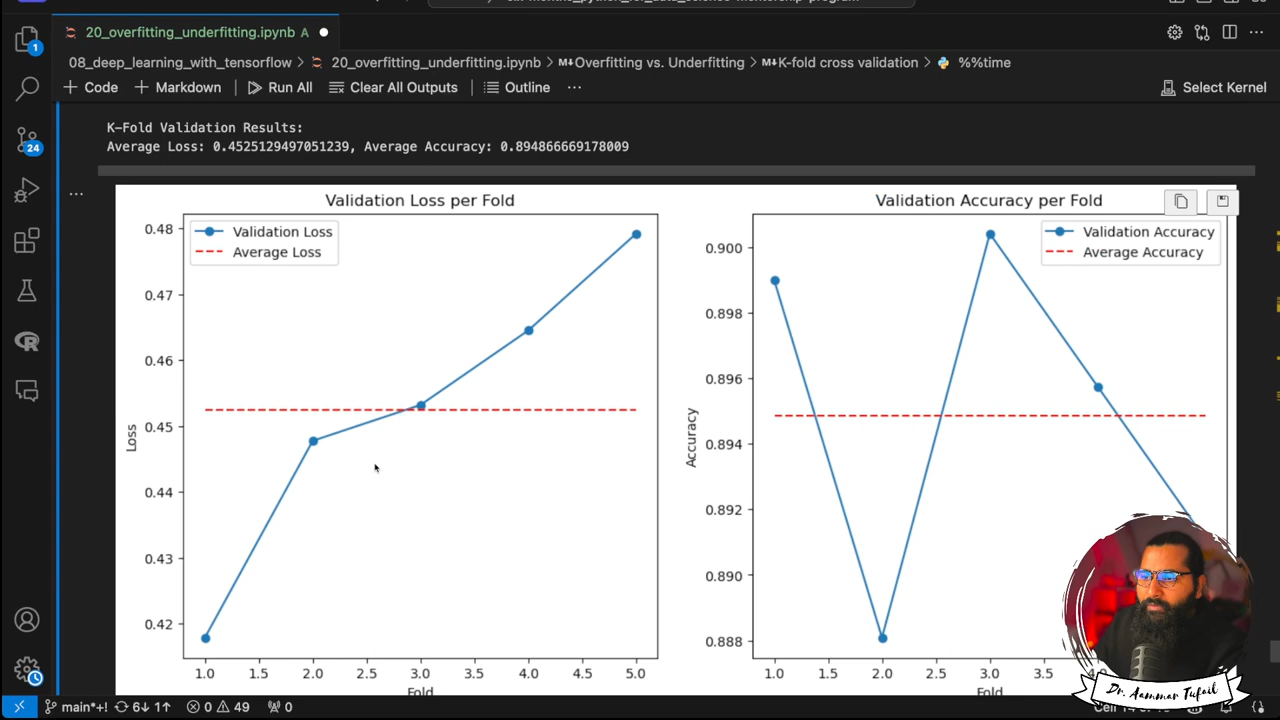 20_overfitting_underfitting.ipynb A
1
08_deep_learning_with_tensorflow > 20_overfitting_underfitting.ipynb > M↓Overfitting vs. Underfitting > M↓K-fold cross validation > %%time
+ Code + Markdown Run All Clear All Outputs Outline ... Select Kernel
K-Fold Validation Results:
Average Loss: 0.4525129497051239, Average Accuracy: 0.894866669178009
24
Validation Loss per Fold
Validation Loss
Average Loss
0.48
0.47
0.46
0.45
0.44
0.43
0.42
Loss
1.0 1.5 2.0 2.5 3.0 3.5 4.0 4.5 5.0
Fold
Validation Accuracy per Fold
Validation Accuracy
Average Accuracy
0.900
0.898
0.896
0.894
0.892
0.890
0.888
Accuracy
1.0 1.5 2.0 2.5 3.0 3.5
Fold
Dr. Aammar Tufail
main*+! 6↓ 1↑ 0 49 0